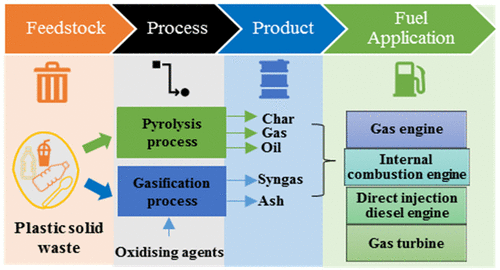 Feedstock
Process
Product
Fuel
Application
Pyrolysis
process
Char
Gas
Oil
Gasification
process
Syngas
Ash
Plastic solid
waste
Oxidising agents
Gas engine
Internal
combustion engine
Direct injection
diesel engine
Gas turbine